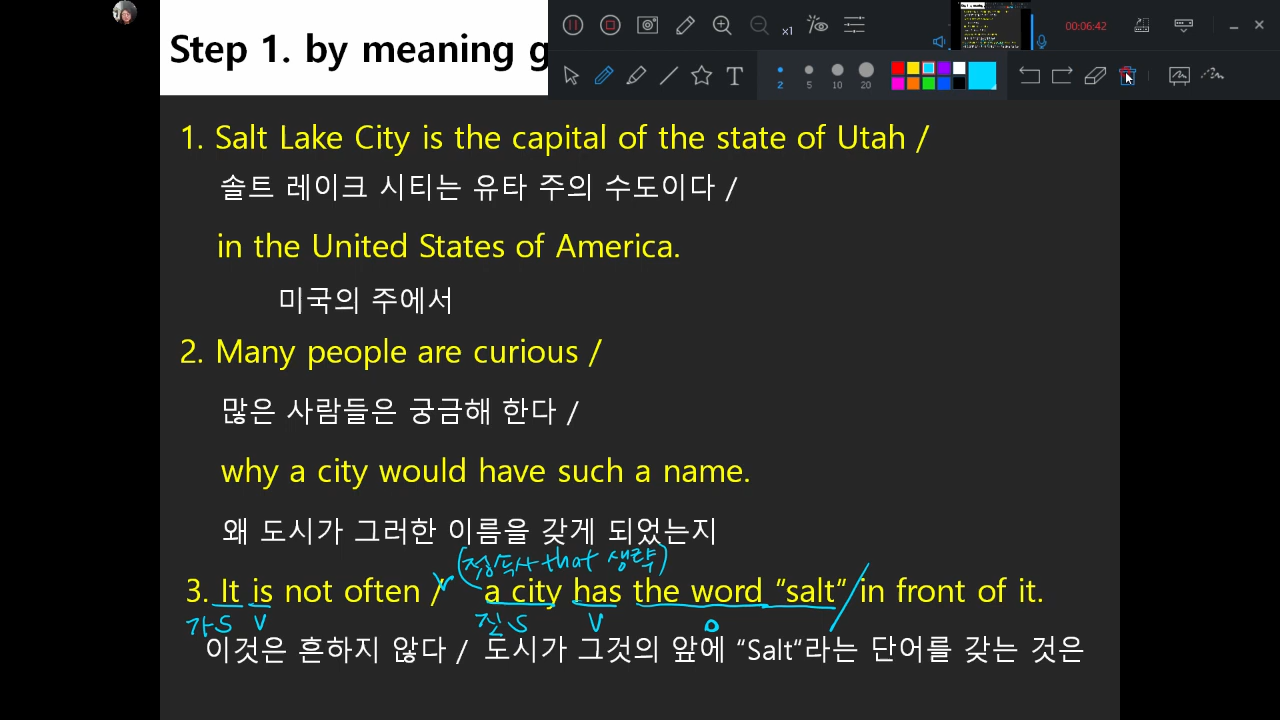 Step 1. by meaning g
x1
00:06:42
T
2
5
10
20
1. Salt Lake City is the capital of the state of Utah /
솔트 레이크 시티는 유타 주의 수도이다 /
in the United States of America.
미국의 주에서
2. Many people are curious /
많은 사람들은 궁금해 한다 /
why a city would have such a name.
왜 도시가 그러한 이름을 갖게 되었는지
(접속사 that 생략)
3. It is not often / a city has the word “salt” / in front of it.
가S V 진S V O
이것은 흔하지 않다 / 도시가 그것의 앞에 “Salt“라는 단어를 갖는 것은